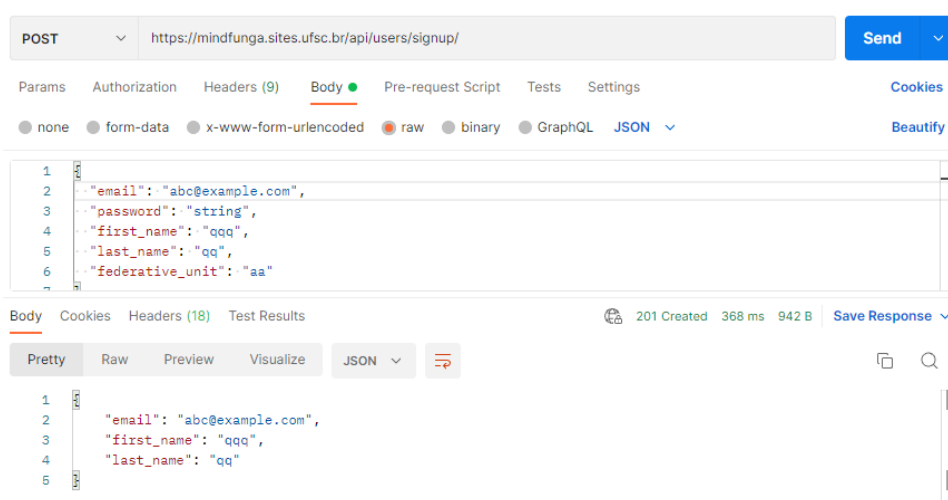 POST https://mindfunga.sites.ufsc.br/api/users/signup/ Send
Params Authorization Headers (9) Body Pre-request Script Tests Settings Cookies
none form-data x-www-form-urlencoded raw binary GraphQL JSON Beautify
1 {
2 "email": "abc@example.com",
3 "password": "string",
4 "first_name": "qqq",
5 "last_name": "qq",
6 "federative_unit": "aa"
7 }
Body Cookies Headers (18) Test Results 201 Created 368 ms 942 B Save Response
Pretty Raw Preview Visualize JSON
1 {
2 "email": "abc@example.com",
3 "first_name": "qqq",
4 "last_name": "qq"
5 }